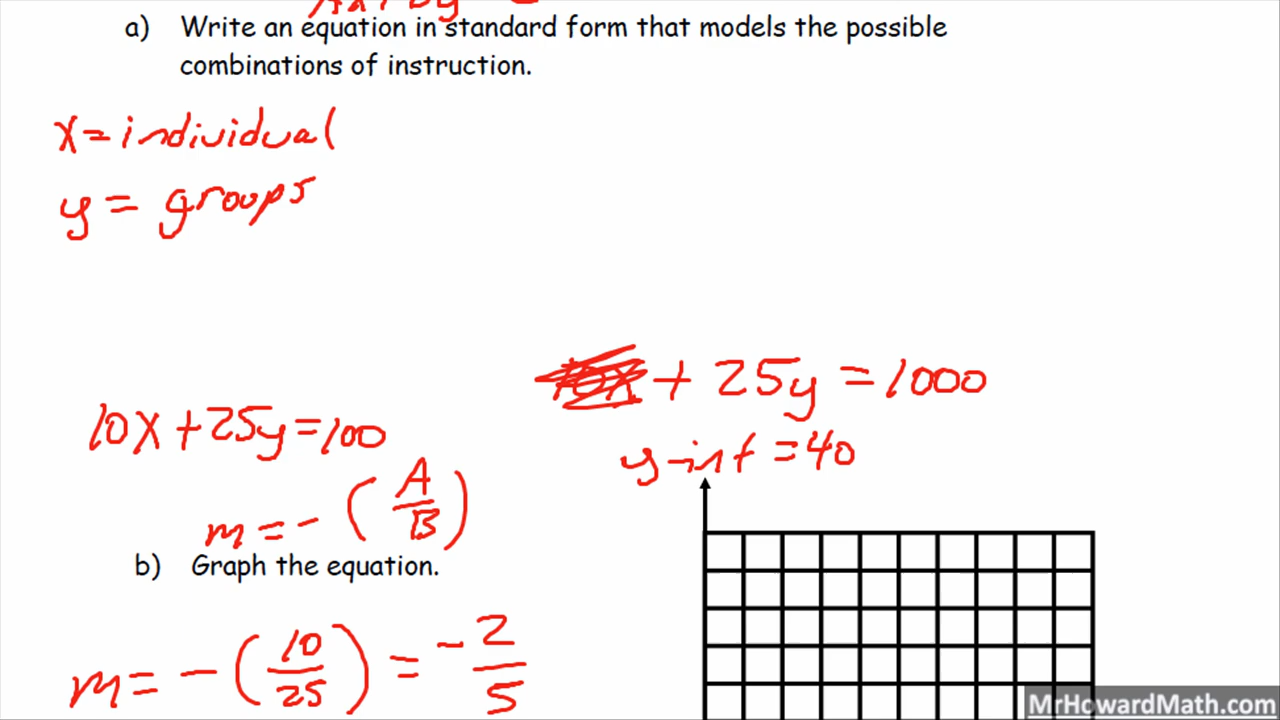 a) Write an equation in standard form that models the possible
combinations of instruction.
x = individual
y = groups
+ 25y = 1000
10x + 25y = 100
y-int = 40
m = - (A/B)
b) Graph the equation.
m = - (10/25) = -2/5
MrHowardMath.com